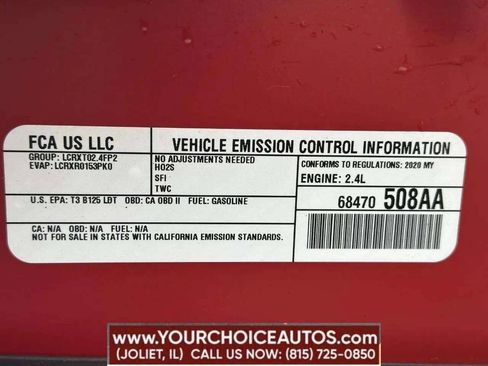 FCA US LLC
VEHICLE EMISSION CONTROL INFORMATION
GROUP: LCRXT02.4FP2
EVAP: LCRXR0153PK0
NO ADJUSTMENTS NEEDED
HO2S
SFI
TWC
CONFORMS TO REGULATIONS: 2020 MY
ENGINE: 2.4L
U.S. EPA: T3 B125 LDT OBD: CA OBD II FUEL: GASOLINE
68470 508AA
CA: N/A OBD: N/A FUEL: N/A
NOT FOR SALE IN STATES WITH CALIFORNIA EMISSION STANDARDS.
WWW.YOURCHOICEAUTOS.COM
(JOLIET, IL) CALL US NOW: (815) 725-0850